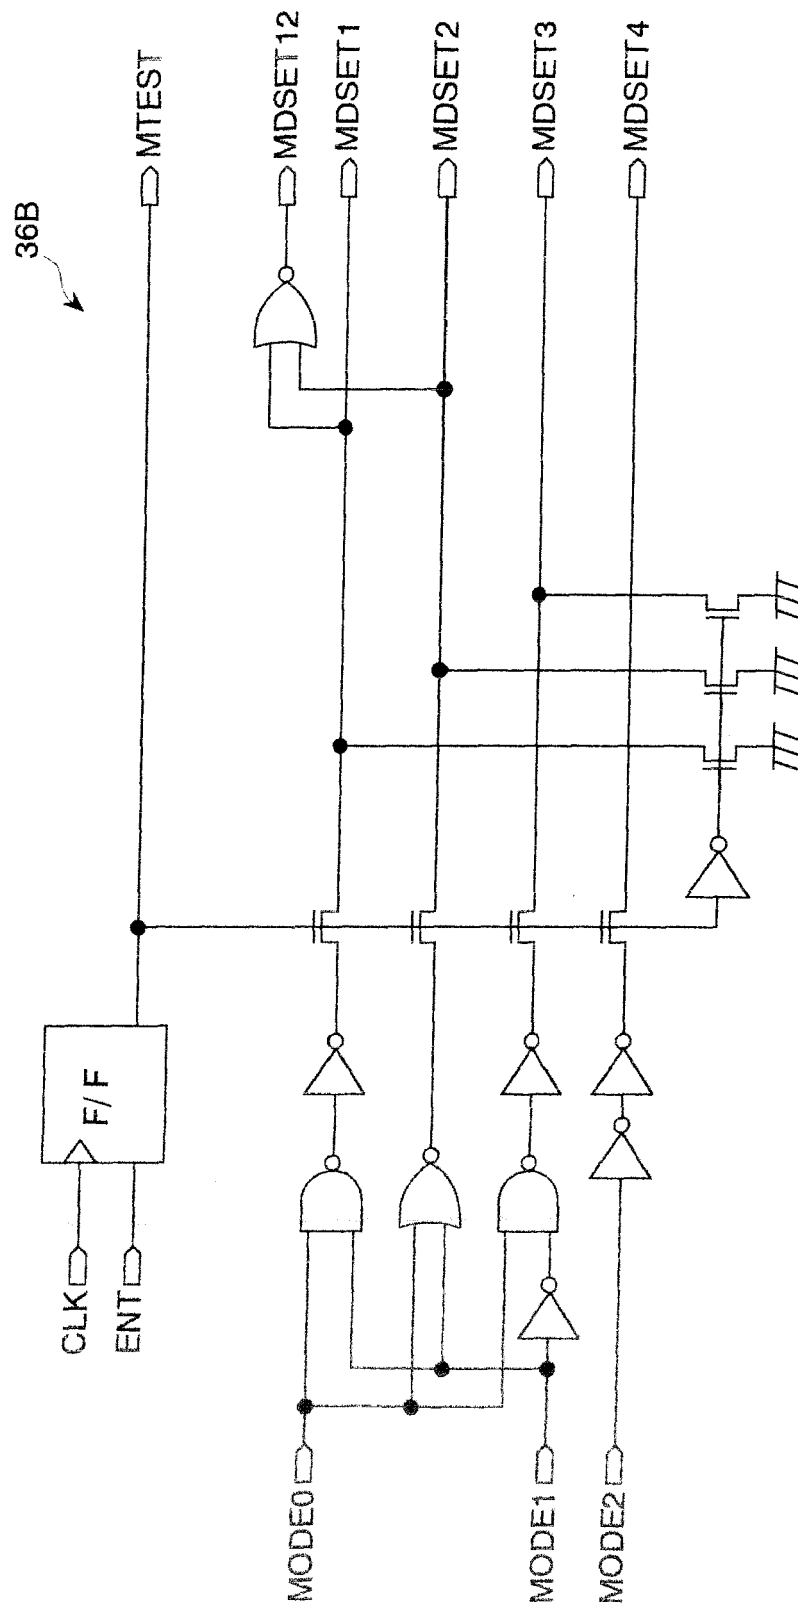 36B
CLK
ENT
F/F
MTEST
MODE0
MODE1
MODE2
MDSET12
MDSET1
MDSET2
MDSET3
MDSET4